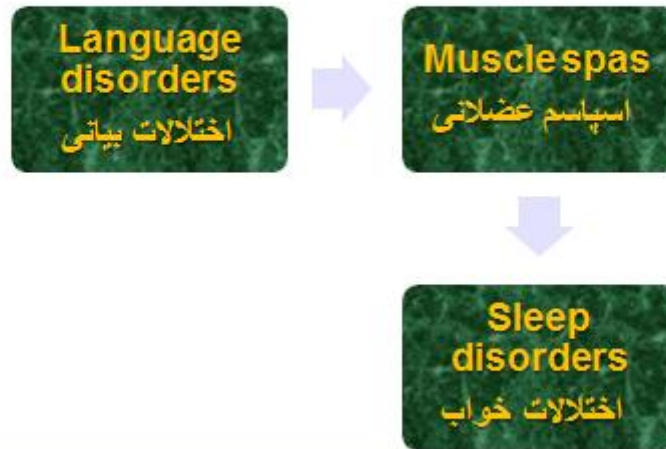 Language
disorders
اختلالات بیانی
Muscle spas
اسپاسم عضلانی
Sleep
disorders
اختلالات خواب